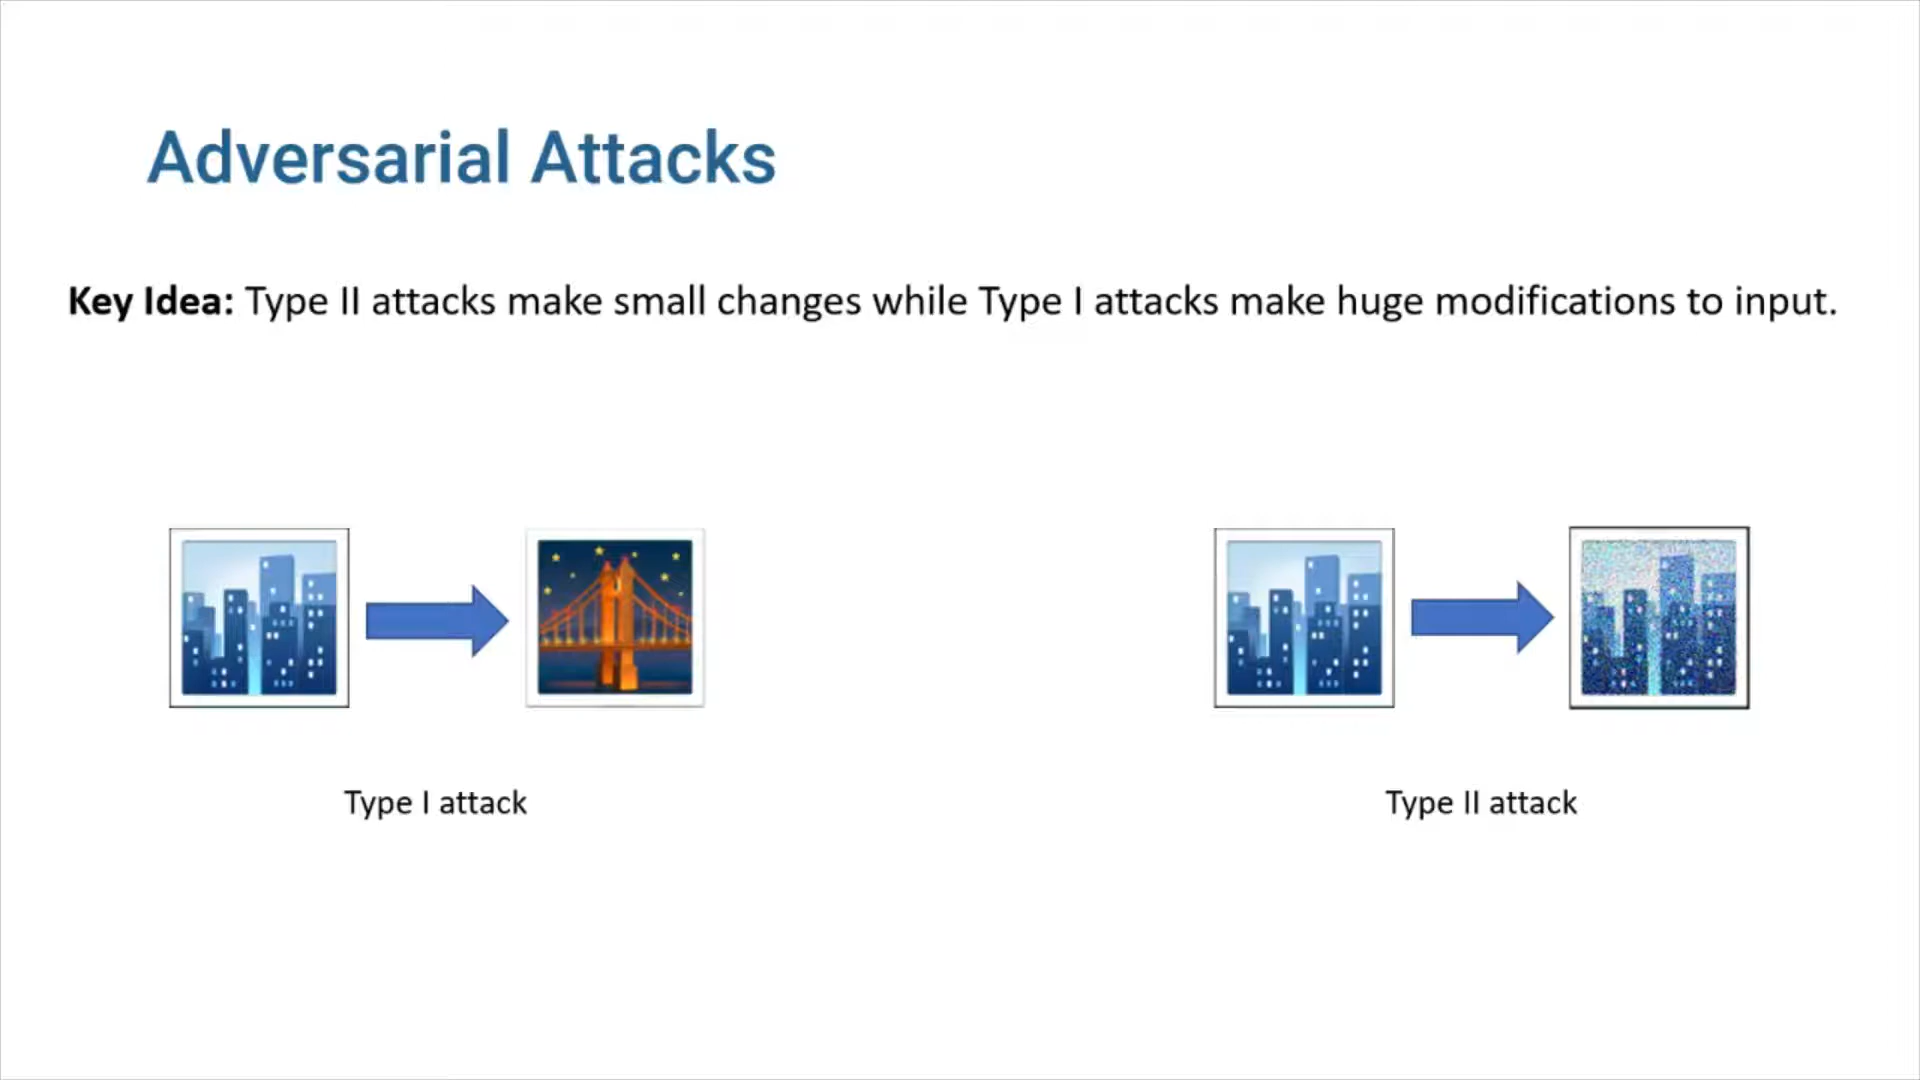 Adversarial Attacks
Key Idea: Type II attacks make small changes while Type I attacks make huge modifications to input.
Type I attack
Type II attack